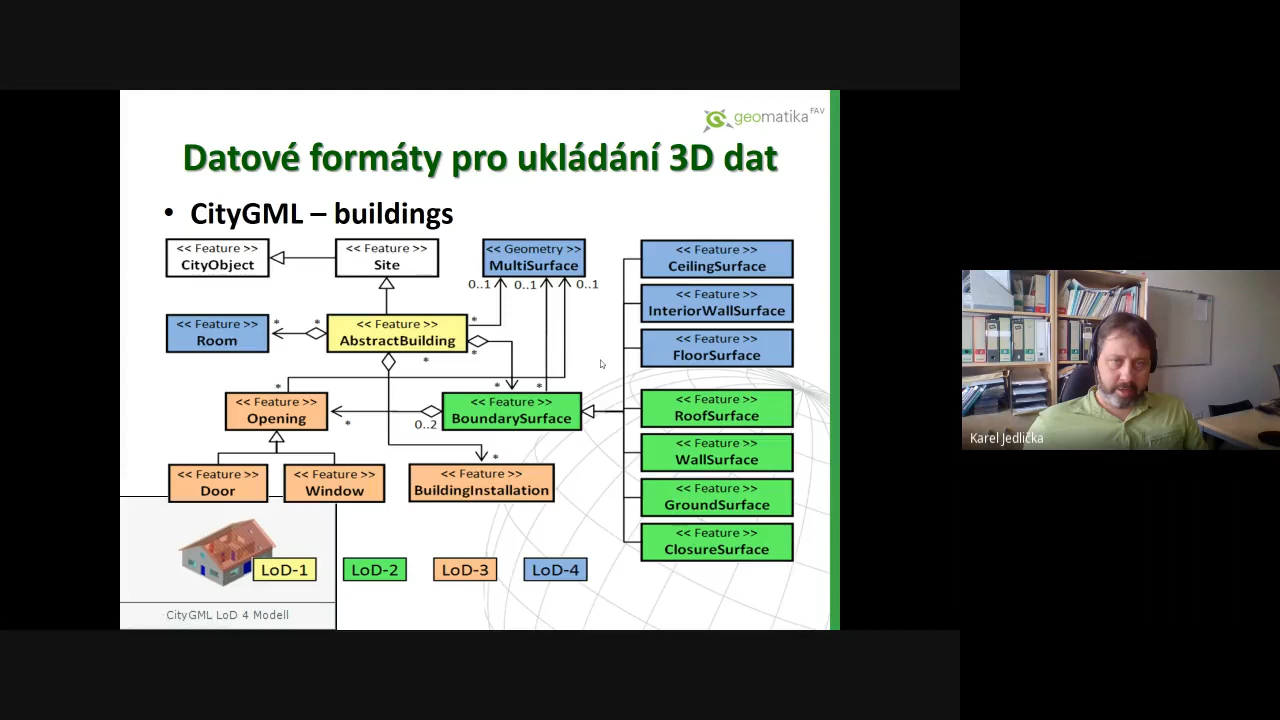 geomatika FAV
Datové formáty pro ukládání 3D dat
• CityGML – buildings
<< Feature >>
CityObject
<< Feature >>
Site
<< Geometry >>
MultiSurface
<< Feature >>
CeilingSurface
0..1
0..1
0..1
<< Feature >>
InteriorWallSurface
<< Feature >>
Room
*
*
<< Feature >>
AbstractBuilding
*
*
*
<< Feature >>
FloorSurface
*
*
*
<< Feature >>
Opening
*
0..2
<< Feature >>
BoundarySurface
<< Feature >>
RoofSurface
<< Feature >>
WallSurface
*
<< Feature >>
Door
<< Feature >>
Window
<< Feature >>
BuildingInstallation
<< Feature >>
GroundSurface
<< Feature >>
ClosureSurface
LoD-1
LoD-2
LoD-3
LoD-4
CityGML LoD 4 Modell
Karel Jedlička